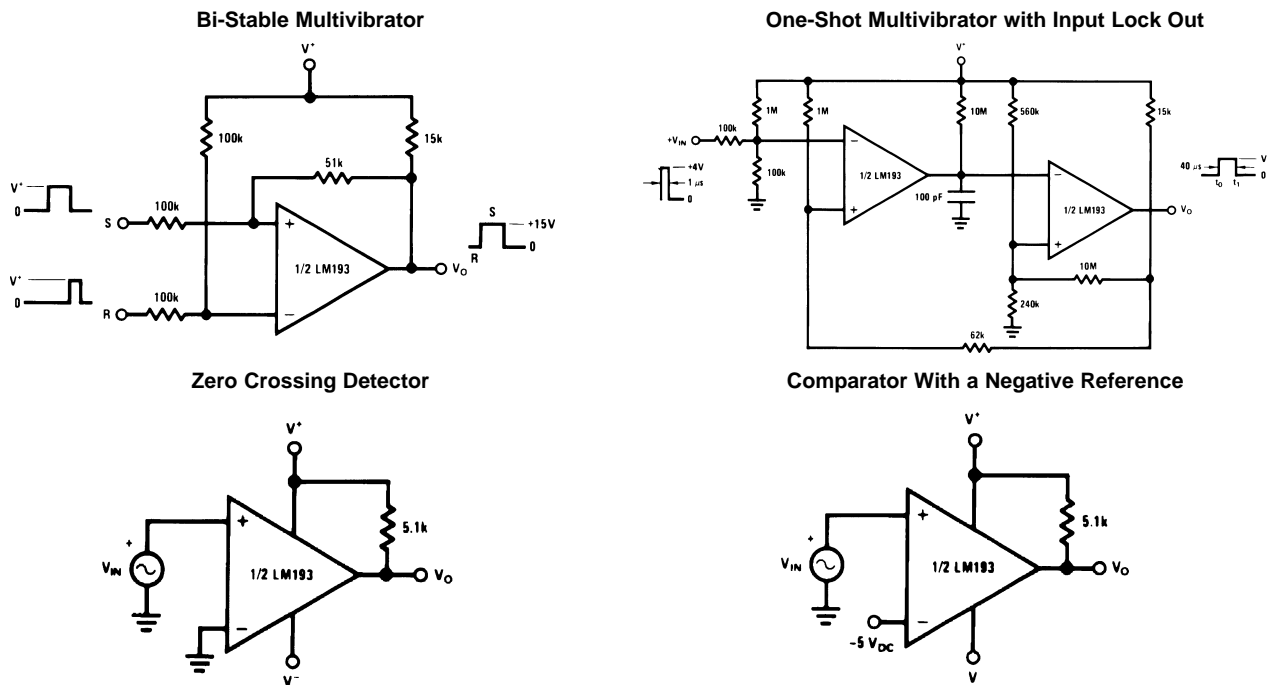 Bi-Stable Multivibrator
V+
100k
15k
51k
V+
0
100k
S
+
S
+15V
0
R
1/2 LM193
VO
V+
0
100k
R
−
One-Shot Multivibrator with Input Lock Out
V+
1M
1M
10M
560k
15k
100k
+VIN
100k
−
1/2 LM193
+
+4V
1 μs
0
100 pF
−
1/2 LM193
+
VO
40 μs
V
0
t0
t1
10M
240k
62k
Zero Crossing Detector
V+
+
+
5.1k
VIN
1/2 LM193
VO
−
V−
Comparator With a Negative Reference
V+
+
+
5.1k
VIN
1/2 LM193
VO
−5 VDC
−
V